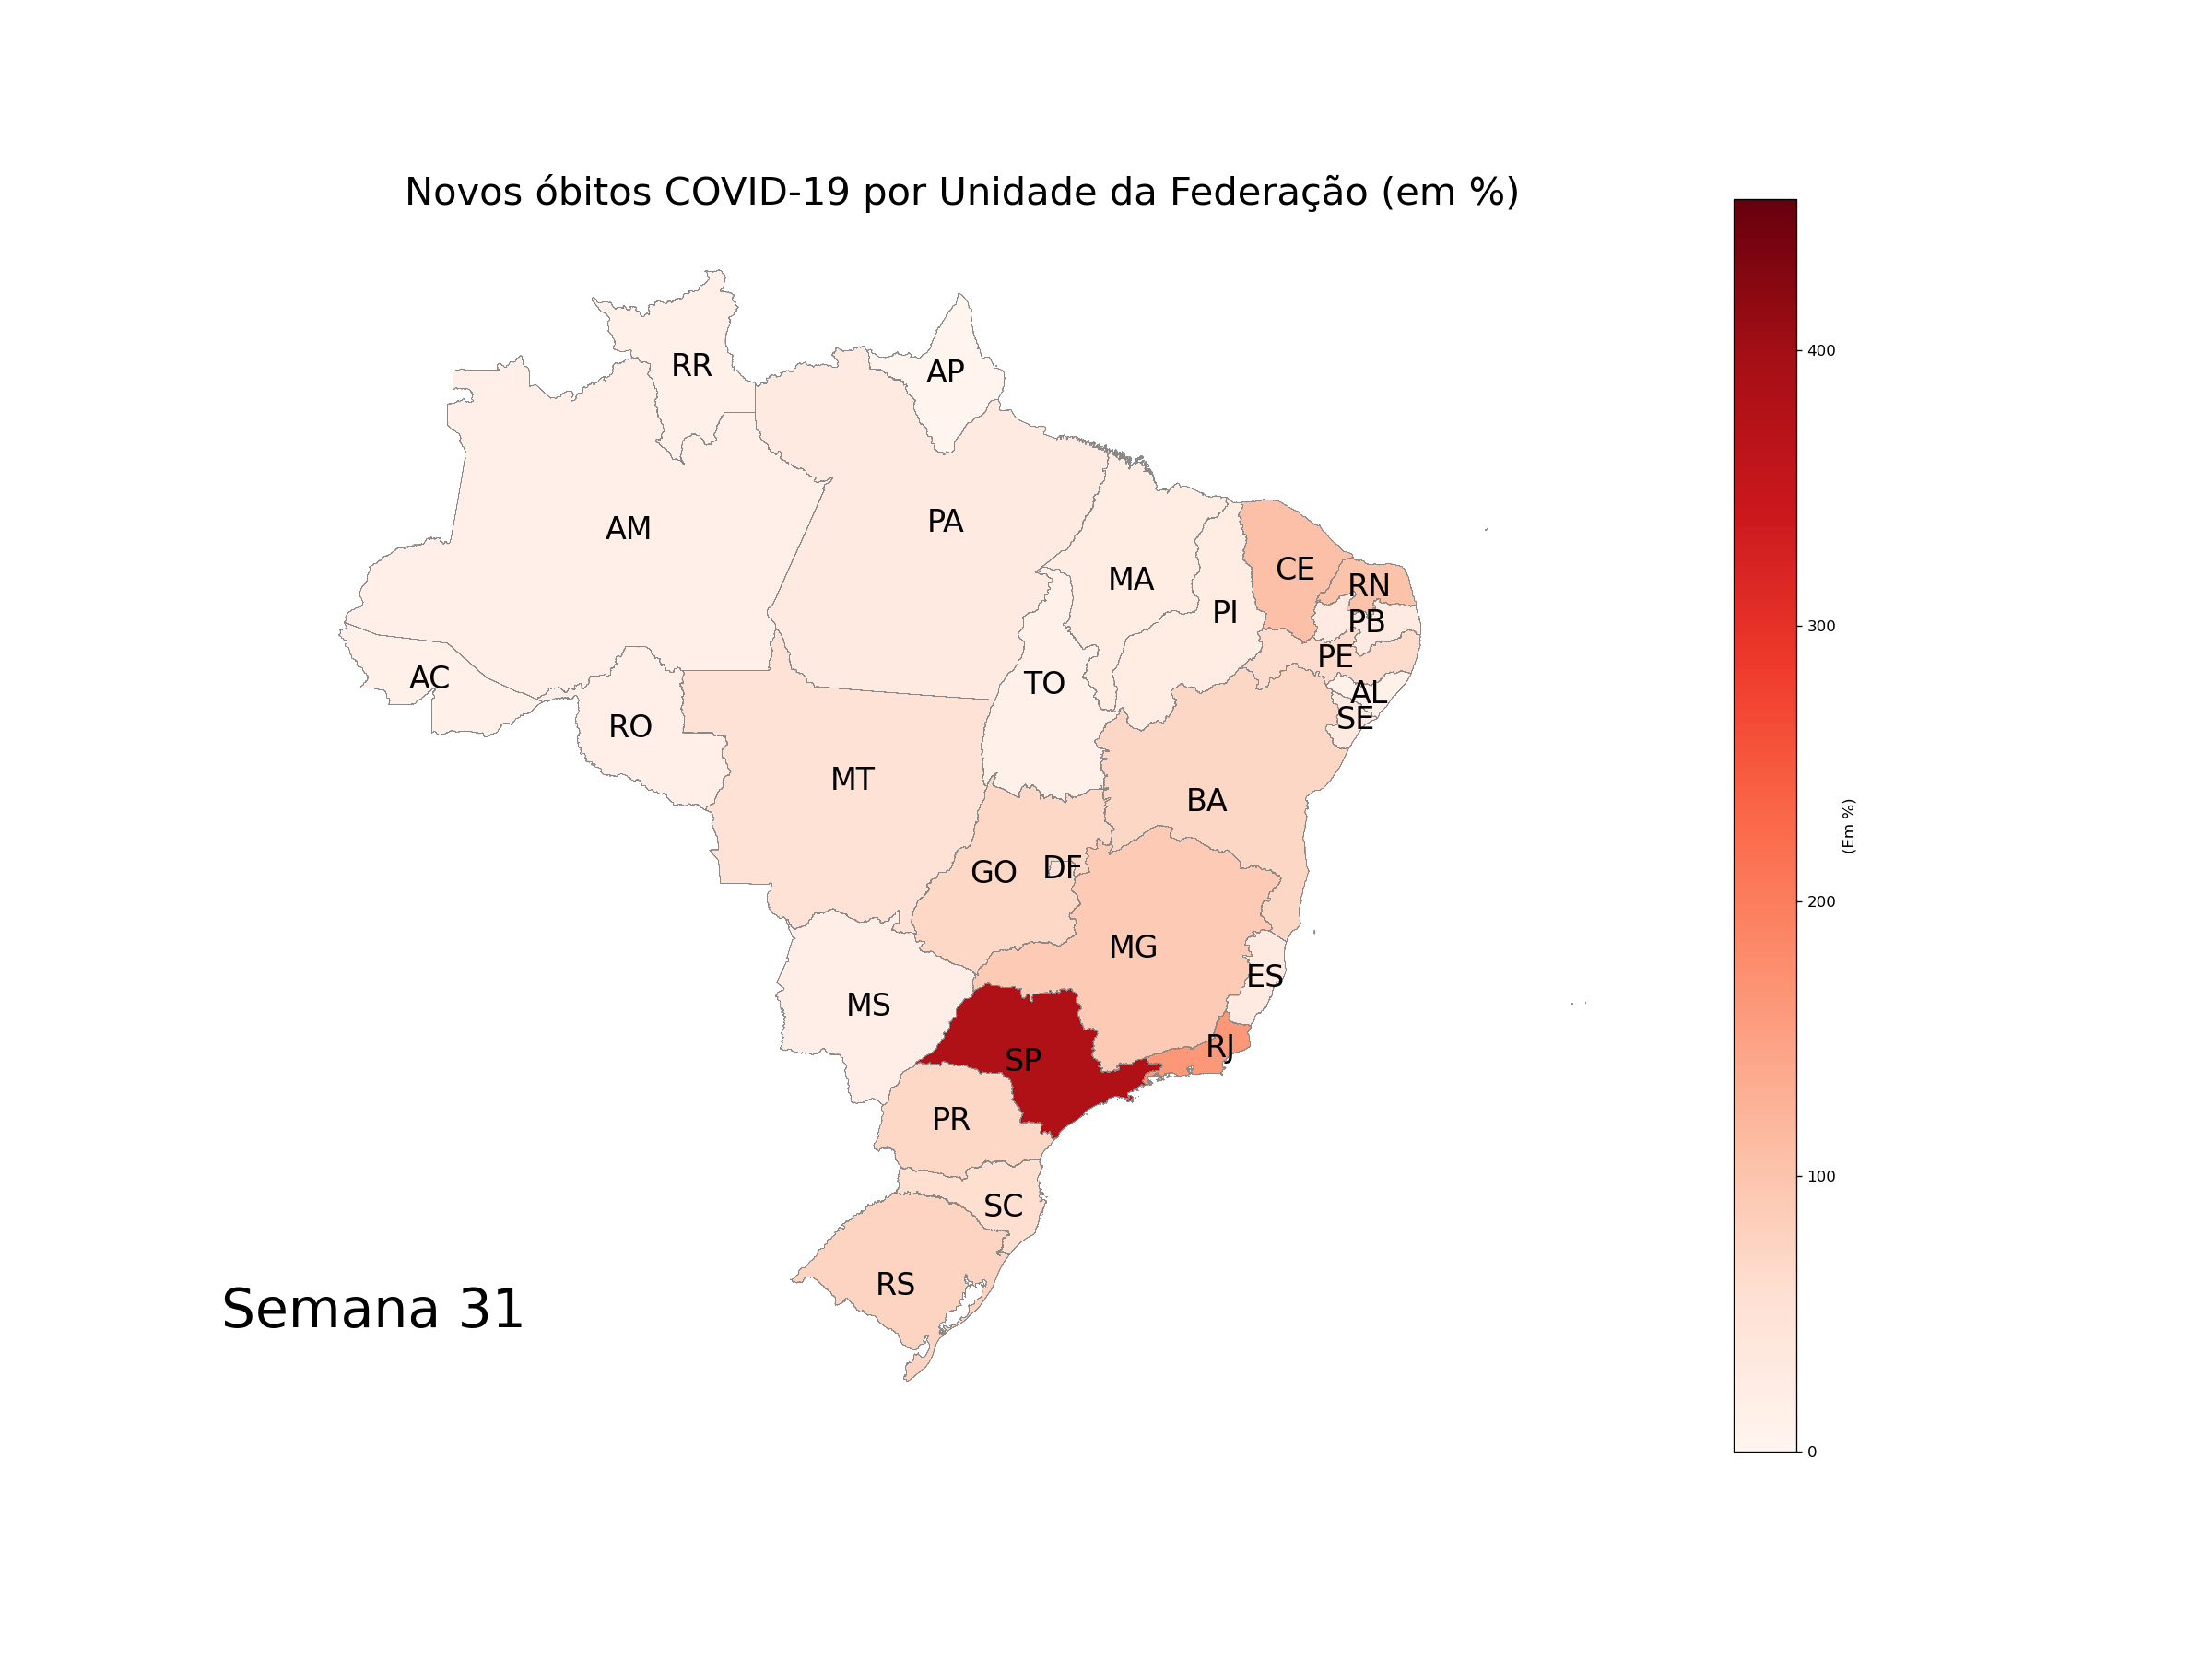 Novos óbitos COVID-19 por Unidade da Federação (em %)
RR
AP
400
AM
PA
CE
MA
RN
PI
PB
300
PE
AC
TO
AL
SE
RO
MT
BA
(Em %)
GO
DF
200
MG
ES
MS
RJ
SP
PR
100
SC
RS
Semana 31
0